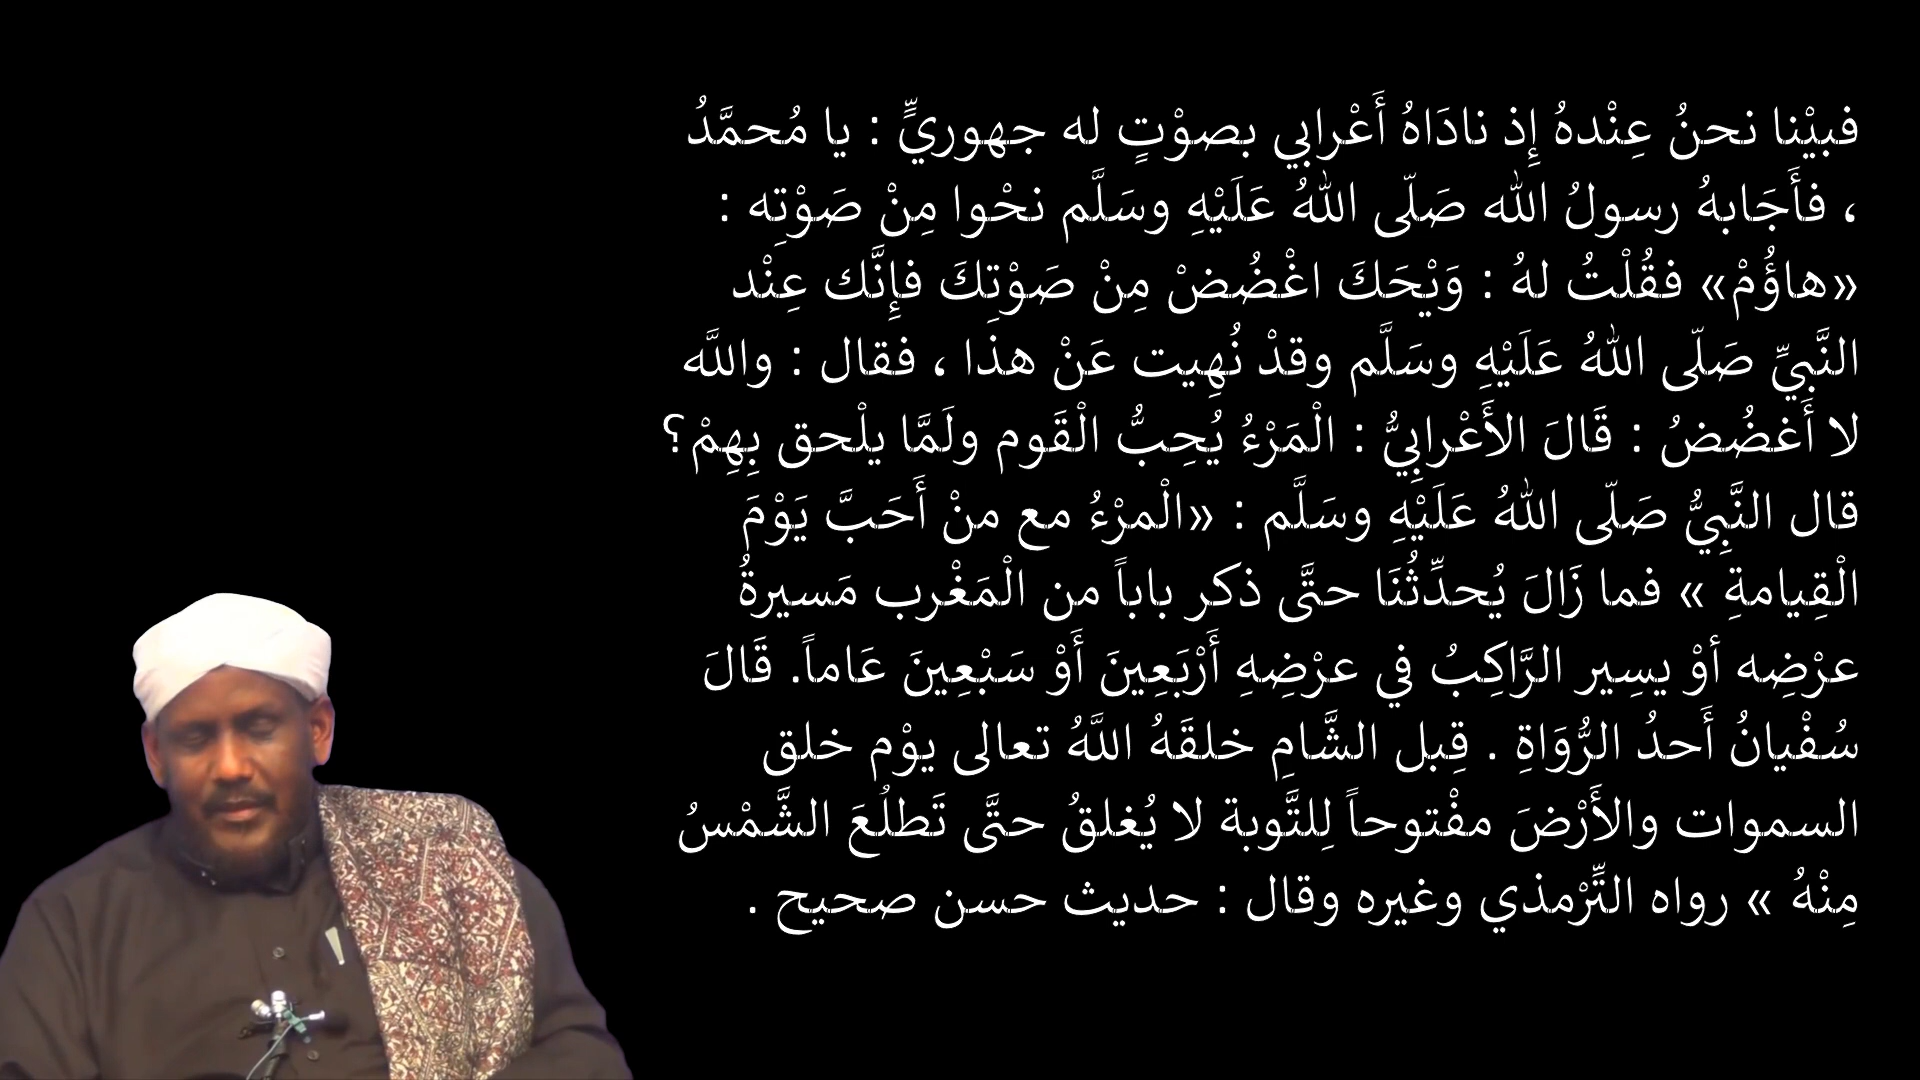 فبيْنا نحنُ عِنْدهُ إِذ نادَاهُ أَعْرابي بصوْتٍ له جهوريٍّ : يا مُحمَّدُ
، فأَجَابهُ رسولُ الله صَلّى اللهُ عَلَيْهِ وسَلَّم نحْوا مِنْ صَوْتِه :
«هاؤُمْ» فقُلْتُ لهُ : وَيْحَكَ اغْضُضْ مِنْ صَوْتِكَ فإِنَّك عِنْد
النَّبيِّ صَلّى اللهُ عَلَيْهِ وسَلَّم وقدْ نُهِيت عَنْ هذا ، فقال : واللَّه
لا أَغضُضُ : قَالَ الأَعْرابِيُّ : الْمَرْءُ يُحِبُّ الْقَوم ولَمَّا يلْحق بِهِمْ؟
قال النَّبِيُّ صَلّى اللهُ عَلَيْهِ وسَلَّم : «الْمرْءُ مع منْ أَحَبَّ يَوْمَ
الْقِيامةِ » فما زَالَ يُحدِّثُنَا حتَّى ذكر باباً من الْمَغْرب مَسيرةُ
عرْضِه أوْ يسِير الرَّاكِبُ في عرْضِهِ أَرْبَعِينَ أَوْ سَبْعِينَ عَاماً. قَالَ
سُفْيانُ أَحدُ الرُّوَاةِ . قِبل الشَّامِ خلقَهُ اللَّهُ تعالى يوْم خلق
السموات والأَرْضَ مفْتوحاً لِلتَّوبة لا يُغلقُ حتَّى تَطلُعَ الشَّمْسُ
مِنْهُ » رواه التِّرْمذي وغيره وقال : حديث حسن صحيح .